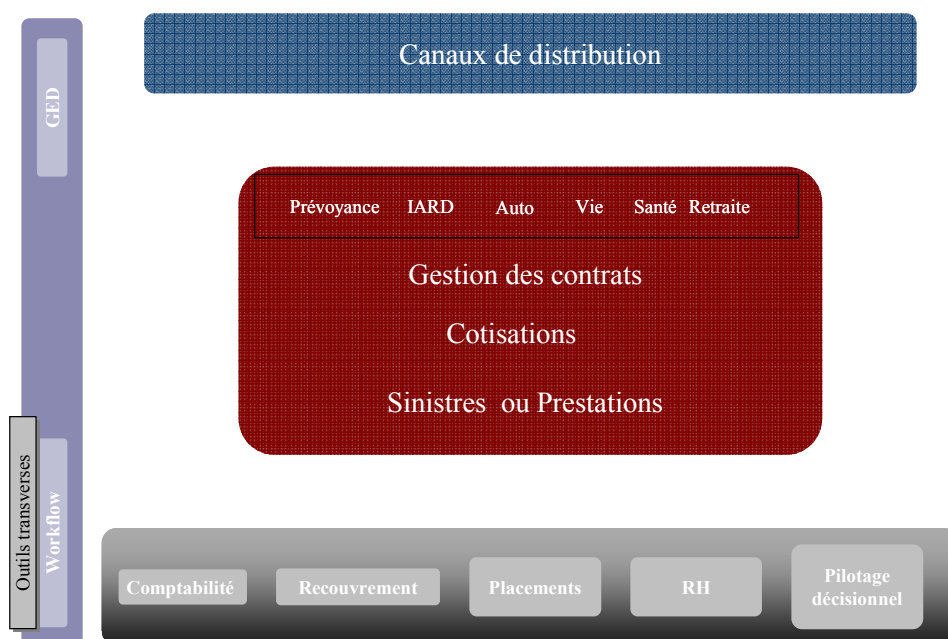 Canaux de distribution
GED
Prévoyance IARD Auto Vie Santé Retraite
Gestion des contrats
Cotisations
Sinistres ou Prestations
Outils transverses
Workflow
Comptabilité Recouvrement Placements RH Pilotage
décisionnel